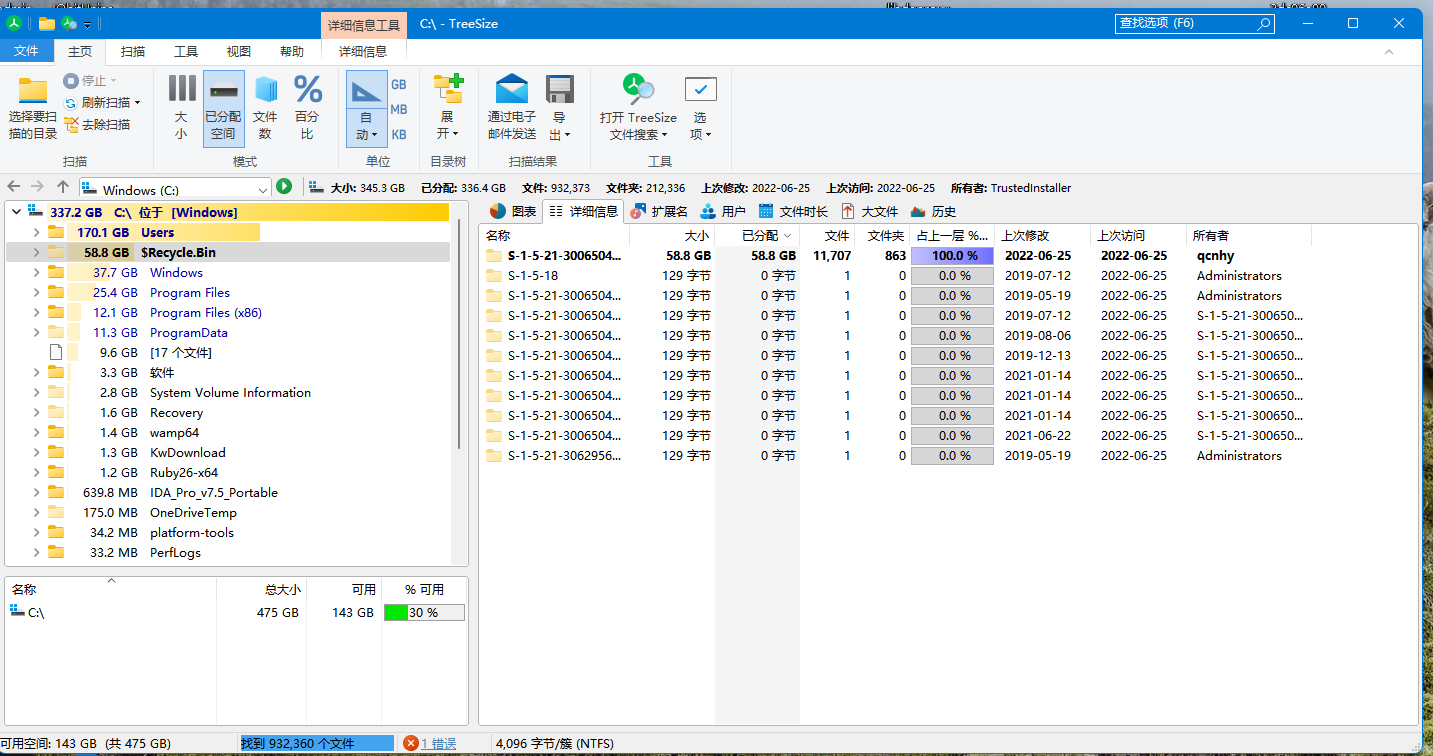 详细信息工具 C:\ - TreeSize 查找选项 (F6)
文件 主页 扫描 工具 视图 帮助 详细信息
选择要扫描的目录
停止
刷新扫描
去除扫描
扫描
大小
已分配空间
文件数
百分比
模式
自动
GB
MB
KB
单位
展开
目录树
通过电子邮件发送
导出
扫描结果
打开 TreeSize 文件搜索
选项
工具
Windows (C:) 大小: 345.3 GB 已分配: 336.4 GB 文件: 932,373 文件夹: 212,336 上次修改: 2022-06-25 上次访问: 2022-06-25 所有者: TrustedInstaller
337.2 GB C:\ 位于 [Windows]
170.1 GB Users
58.8 GB $Recycle.Bin
37.7 GB Windows
25.4 GB Program Files
12.1 GB Program Files (x86)
11.3 GB ProgramData
9.6 GB [17 个文件]
3.3 GB 软件
2.8 GB System Volume Information
1.6 GB Recovery
1.4 GB wamp64
1.3 GB KwDownload
1.2 GB Ruby26-x64
639.8 MB IDA_Pro_v7.5_Portable
175.0 MB OneDriveTemp
34.2 MB platform-tools
33.2 MB PerfLogs
名称 总大小 可用 % 可用
C:\ 475 GB 143 GB 30 %
图表 详细信息 扩展名 用户 文件时长 大文件 历史
名称 大小 已分配 文件 文件夹 占上一层 %... 上次修改 上次访问 所有者
S-1-5-21-3006504... 58.8 GB 58.8 GB 11,707 863 100.0 % 2022-06-25 2022-06-25 qcnhy
S-1-5-18 129 字节 0 字节 1 0 0.0 % 2019-07-12 2022-06-25 Administrators
S-1-5-21-3006504... 129 字节 0 字节 1 0 0.0 % 2019-05-19 2022-06-25 Administrators
S-1-5-21-3006504... 129 字节 0 字节 1 0 0.0 % 2019-07-12 2022-06-25 S-1-5-21-300650...
S-1-5-21-3006504... 129 字节 0 字节 1 0 0.0 % 2019-08-06 2022-06-25 S-1-5-21-300650...
S-1-5-21-3006504... 129 字节 0 字节 1 0 0.0 % 2019-12-13 2022-06-25 S-1-5-21-300650...
S-1-5-21-3006504... 129 字节 0 字节 1 0 0.0 % 2021-01-14 2022-06-25 S-1-5-21-300650...
S-1-5-21-3006504... 129 字节 0 字节 1 0 0.0 % 2021-01-14 2022-06-25 S-1-5-21-300650...
S-1-5-21-3006504... 129 字节 0 字节 1 0 0.0 % 2021-01-14 2022-06-25 S-1-5-21-300650...
S-1-5-21-3006504... 129 字节 0 字节 1 0 0.0 % 2021-06-22 2022-06-25 S-1-5-21-300650...
S-1-5-21-3062956... 129 字节 0 字节 1 0 0.0 % 2019-05-19 2022-06-25 Administrators
可用空间: 143 GB (共 475 GB) 找到 932,360 个文件 1 错误 4,096 字节/簇 (NTFS)